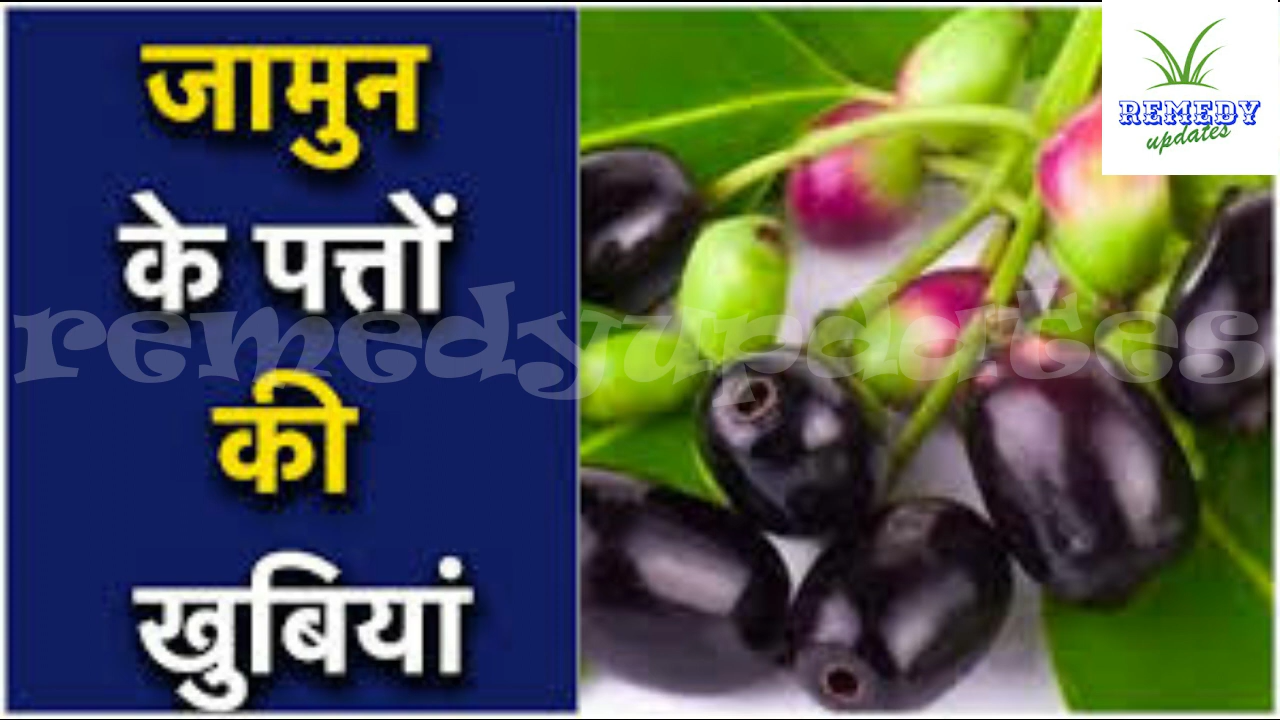 जामुन
के पत्तों
की
खुबियां
REMEDY
updates
remedyupdates